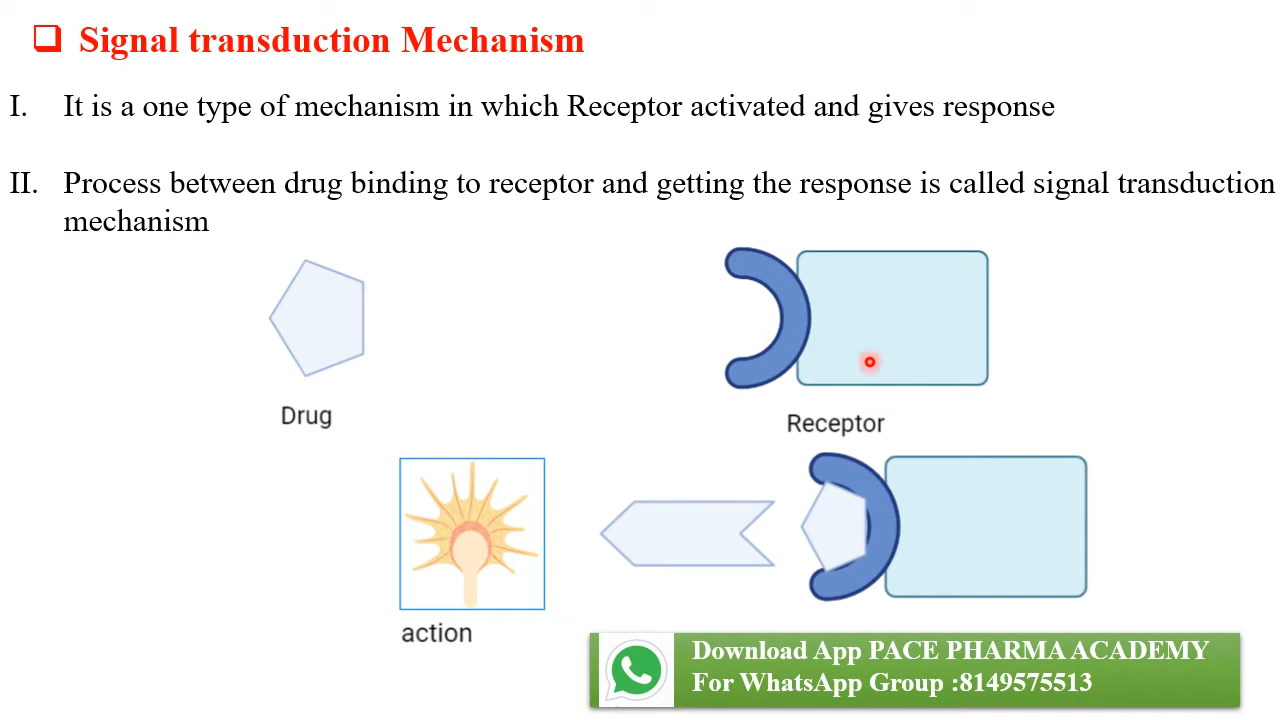 Signal transduction Mechanism
I. It is a one type of mechanism in which Receptor activated and gives response
II. Process between drug binding to receptor and getting the response is called signal transduction
mechanism
Drug
Receptor
action
Download App PACE PHARMA ACADEMY
For WhatsApp Group :8149575513